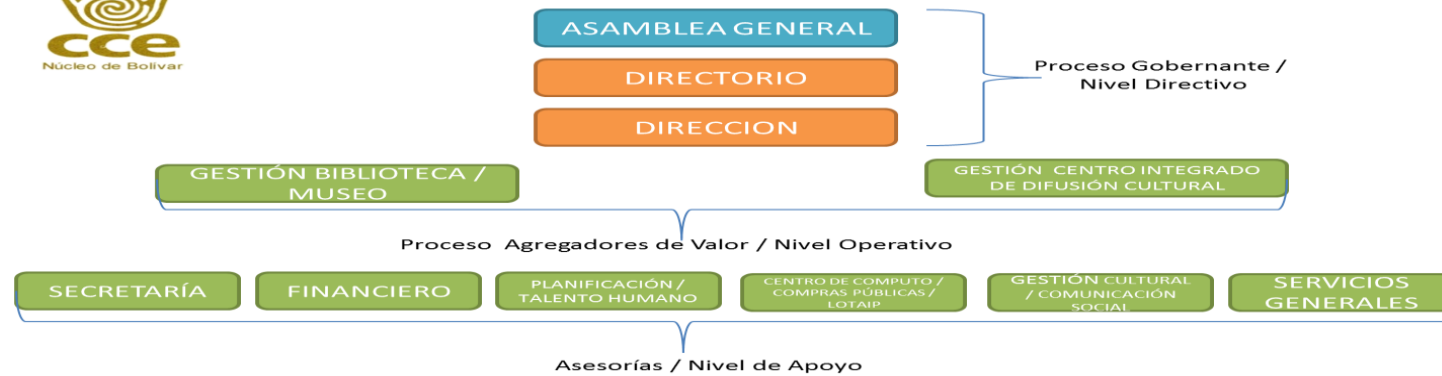 cce
Núcleo de Bolívar
ASAMBLEA GENERAL
DIRECTORIO
DIRECCION
Proceso Gobernante /
Nivel Directivo
GESTIÓN BIBLIOTECA /
MUSEO
GESTIÓN CENTRO INTEGRADO
DE DIFUSIÓN CULTURAL
Proceso Agregadores de Valor / Nivel Operativo
SECRETARÍA
FINANCIERO
PLANIFICACIÓN /
TALENTO HUMANO
CENTRO DE COMPUTO /
COMPRAS PÚBLICAS /
LOTAIP
GESTIÓN CULTURAL
/ COMUNICACIÓN
SOCIAL
SERVICIOS
GENERALES
Asesorías / Nivel de Apoyo